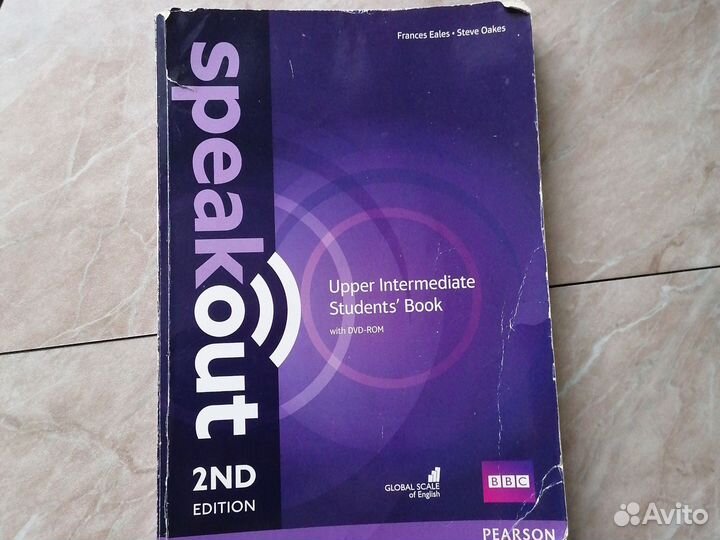 Frances Eales • Steve Oakes
speakout
2ND
EDITION
Upper Intermediate
Students' Book
with DVD-ROM
GLOBAL SCALE
of English
BBC
PEARSON
Avito